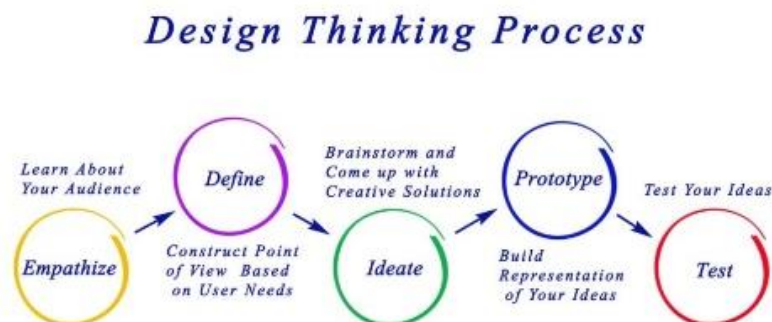 Design Thinking Process
Learn About
Your Audience
Empathize
Define
Construct Point
of View Based
on User Needs
Brainstorm and
Come up with
Creative Solutions
Ideate
Prototype
Build
Representation
of Your Ideas
Test Your Ideas
Test